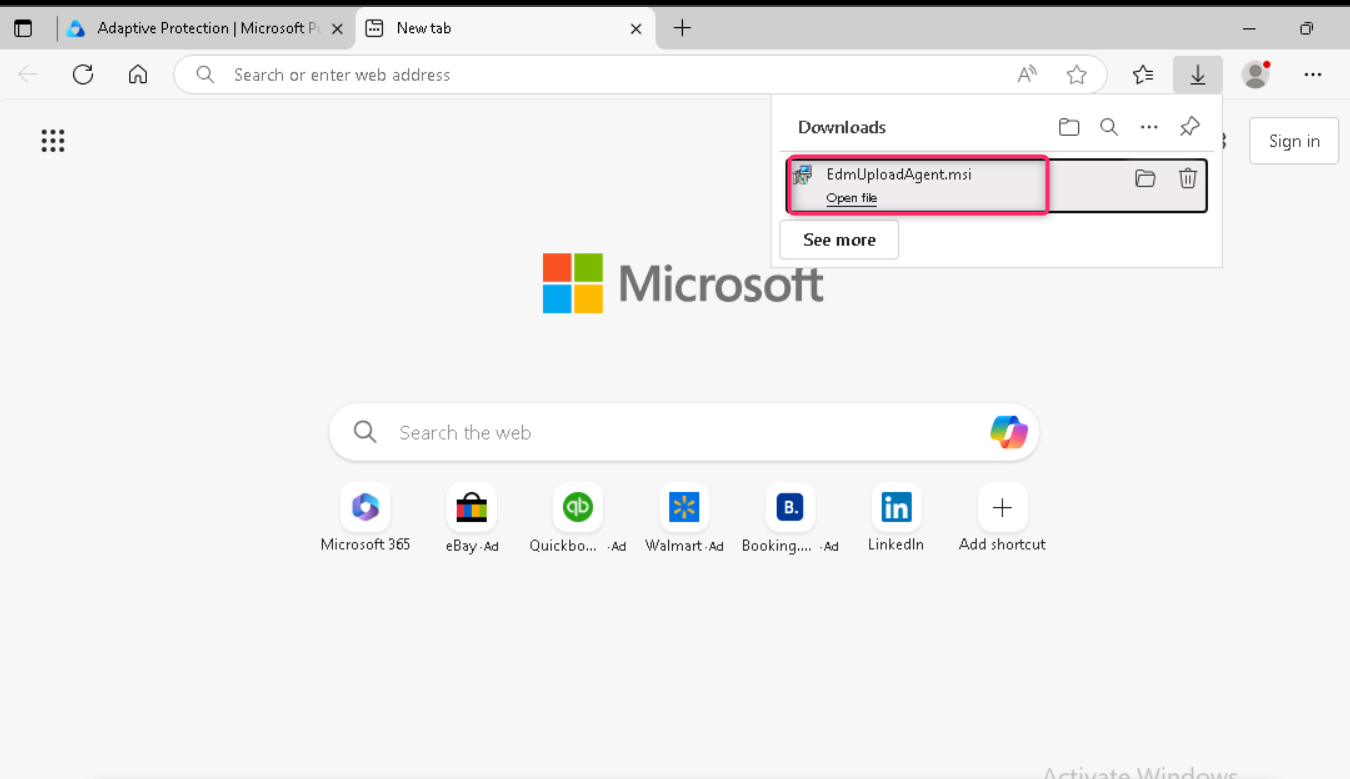 Adaptive Protection | Microsoft P
New tab
Search or enter web address
Downloads
EdmUploadAgent.msi
Open file
See more
Sign in
Microsoft
Search the web
Microsoft 365
eBay · Ad
Quickbo... · Ad
Walmart · Ad
B.
Booking.... · Ad
in
LinkedIn
Add shortcut
Activate Windows